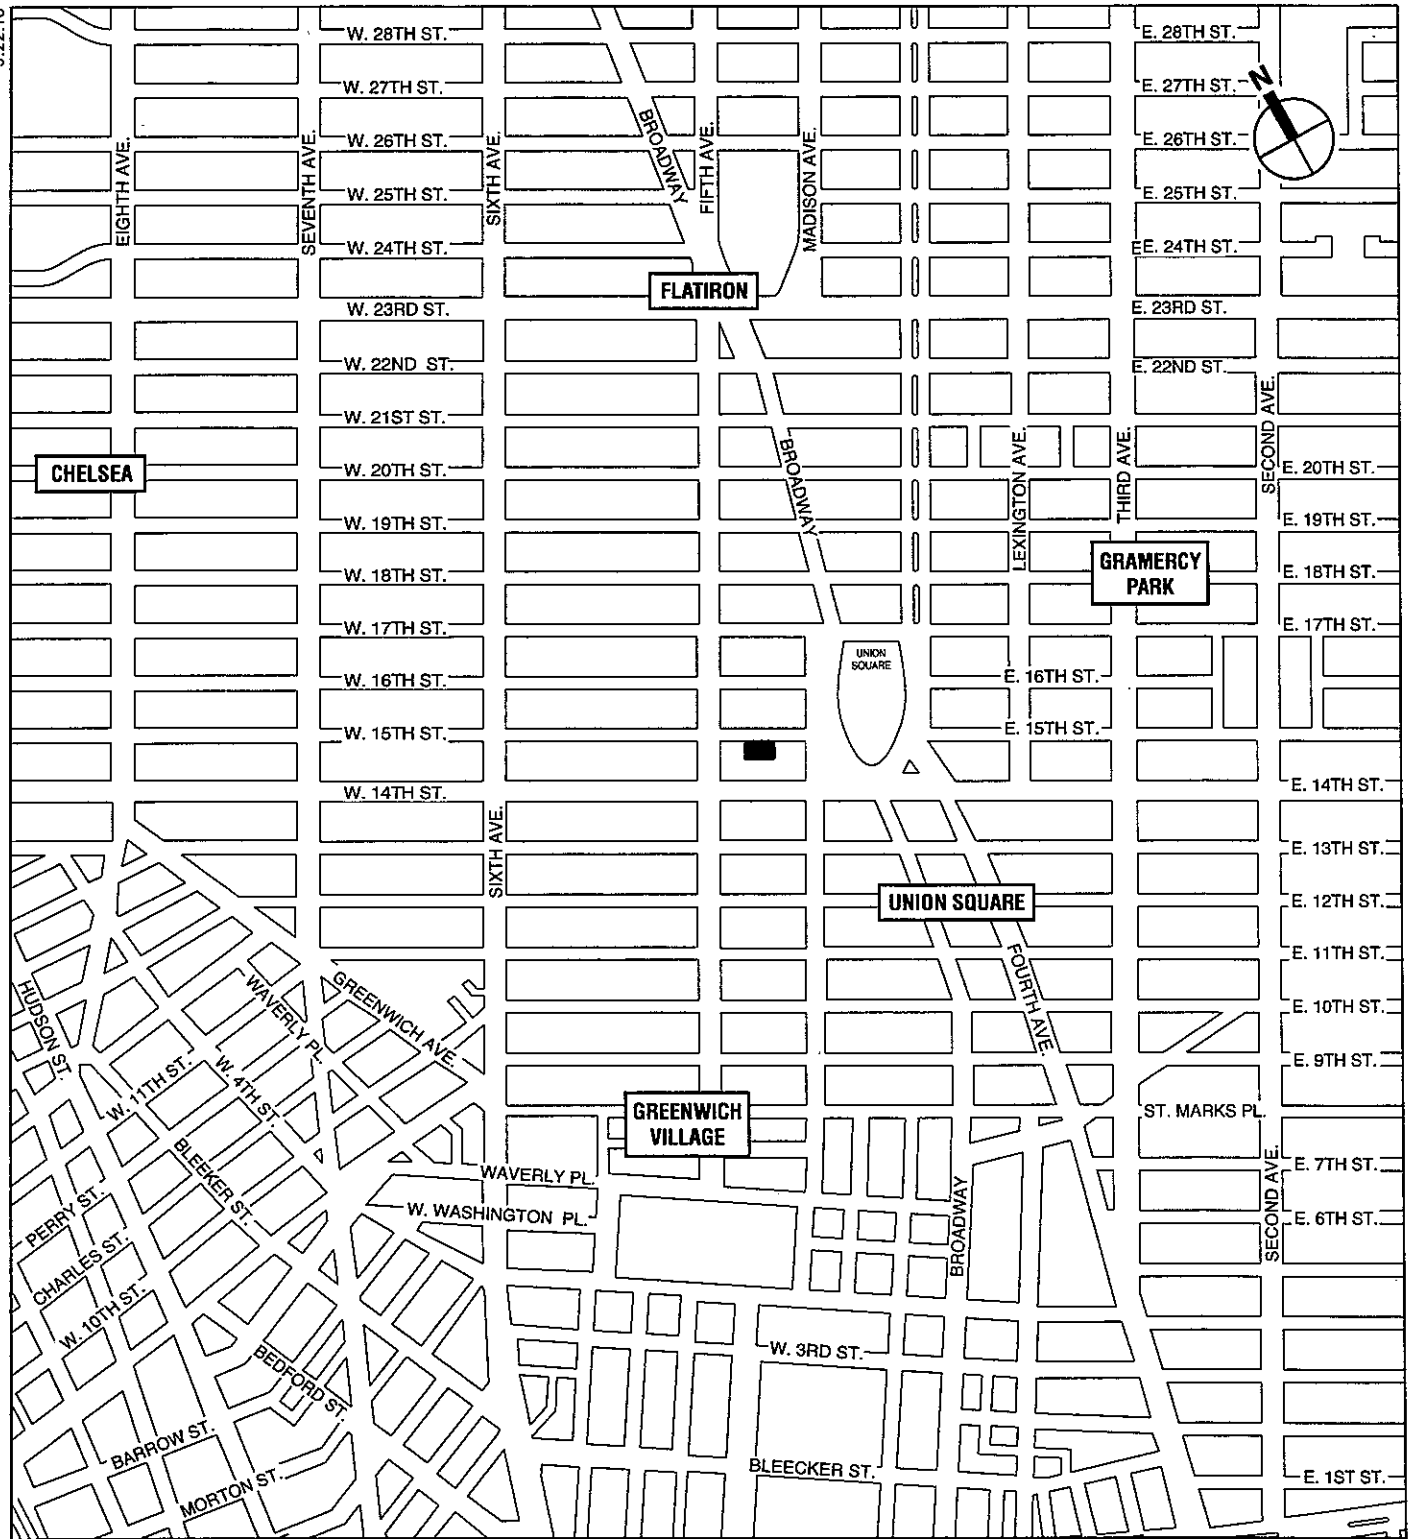 W. 28TH ST.
E. 28TH ST.
W. 27TH ST.
E. 27TH ST.
N
W. 26TH ST.
E. 26TH ST.
BROADWAY
FIFTH AVE.
MADISON AVE.
EIGHTH AVE.
SEVENTH AVE.
SIXTH AVE.
W. 25TH ST.
E. 25TH ST.
W. 24TH ST.
EE. 24TH ST.
FLATIRON
W. 23RD ST.
E. 23RD ST.
W. 22ND ST.
E. 22ND ST.
W. 21ST ST.
SECOND AVE.
CHELSEA
W. 20TH ST.
BROADWAY
LEXINGTON AVE.
THIRD AVE.
E. 20TH ST.
W. 19TH ST.
E. 19TH ST.
GRAMERCY
PARK
W. 18TH ST.
E. 18TH ST.
W. 17TH ST.
E. 17TH ST.
UNION
SQUARE
W. 16TH ST.
E. 16TH ST.
W. 15TH ST.
E. 15TH ST.
W. 14TH ST.
E. 14TH ST.
SIXTH AVE.
E. 13TH ST.
UNION SQUARE
E. 12TH ST.
E. 11TH ST.
FOURTH AVE.
HUDSON ST.
WAVERLY PL.
GREENWICH AVE.
E. 10TH ST.
E. 9TH ST.
W. 11TH ST.
W. 4TH ST.
GREENWICH
VILLAGE
ST. MARKS PL.
BLEEKER ST.
WAVERLY PL.
E. 7TH ST.
PERRY ST.
W. WASHINGTON PL.
BROADWAY
SECOND AVE.
E. 6TH ST.
CHARLES ST.
W. 10TH ST.
W. 3RD ST.
BEDFORD ST.
BARROW ST.
BLEECKER ST.
MORTON ST.
E. 1ST ST.